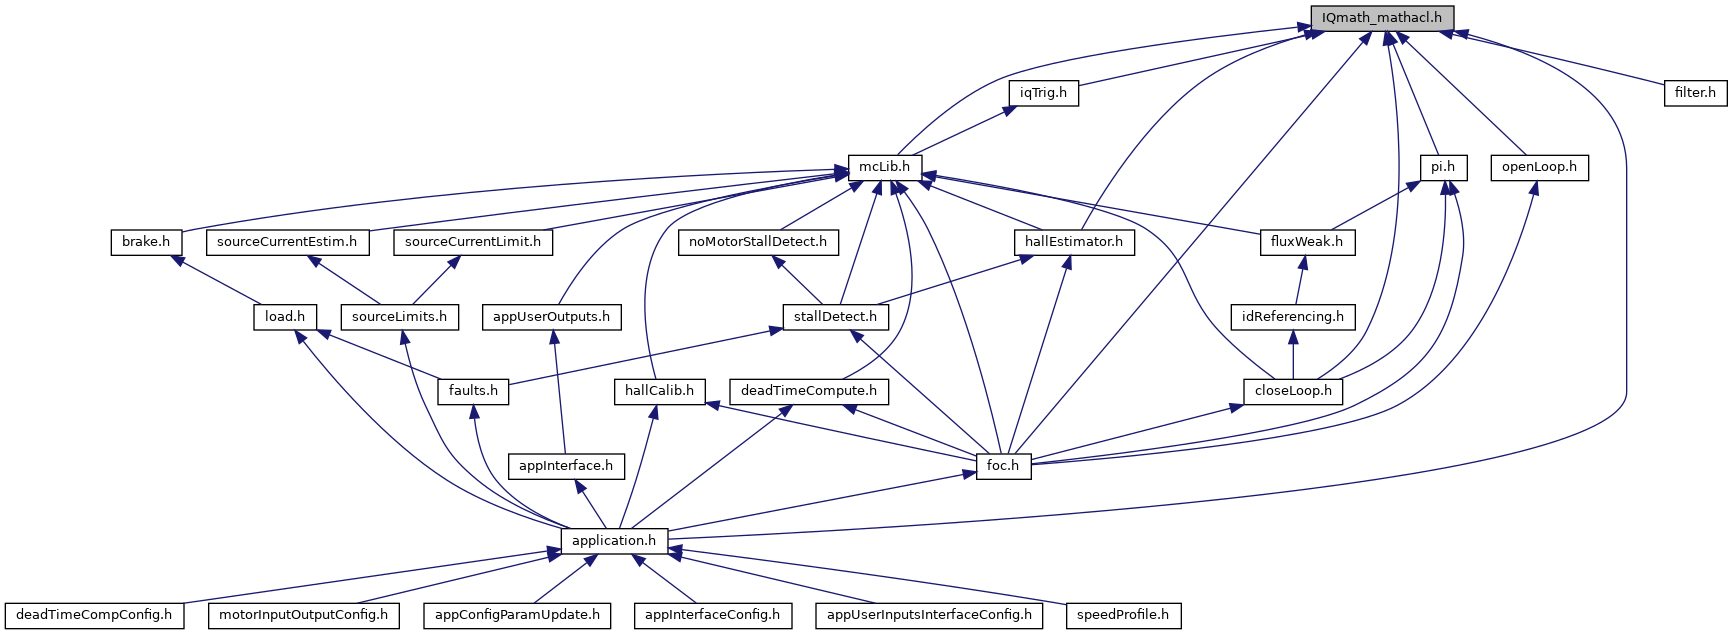 IQmath_mathacl.h
iqTrig.h
filter.h
mcLib.h
pi.h
openLoop.h
brake.h
sourceCurrentEstim.h
sourceCurrentLimit.h
noMotorStallDetect.h
hallEstimator.h
fluxWeak.h
load.h
sourceLimits.h
appUserOutputs.h
stallDetect.h
idReferencing.h
faults.h
hallCalib.h
deadTimeCompute.h
closeLoop.h
appInterface.h
foc.h
application.h
deadTimeCompConfig.h
motorInputOutputConfig.h
appConfigParamUpdate.h
appInterfaceConfig.h
appUserInputsInterfaceConfig.h
speedProfile.h